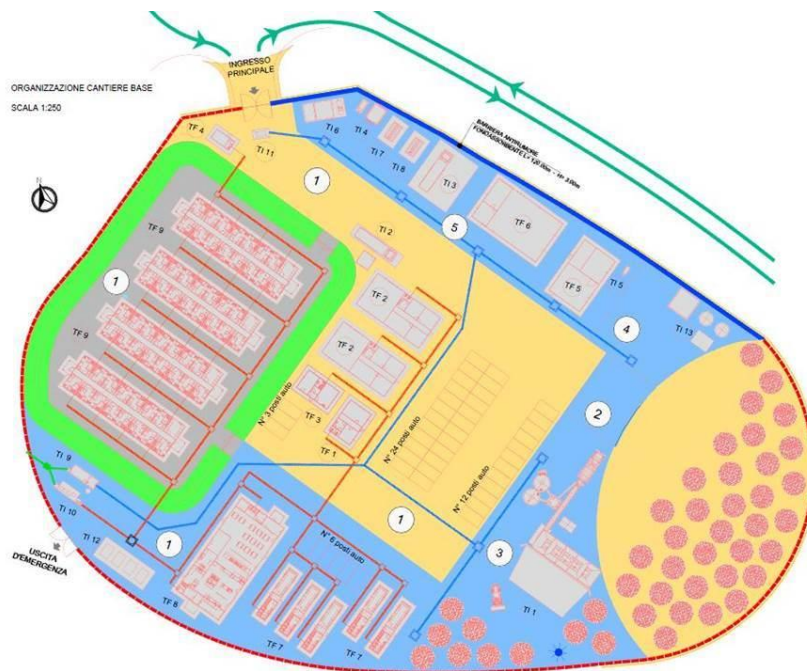 INGRESSO
PRINCIPALE
ORGANIZZAZIONE CANTIERE BASE
SCALA 1:250
N
BARRIERA ANTIRUMORE
TF 4
TI 11
TI 6
TI 4
TI 7
TI 8
TI 3
TF 6
1
5
TF 9
TI 2
TF 5
TI 5
1
4
TI 13
TF 2
TF 9
TF 2
2
TF 3
N° 3 posti auto
TF 1
N° 24 posti auto
N° 12 posti auto
TI 9
TI 10
1
1
N° 6 posti auto
3
TI 12
USCITA
D'EMERGENZA
TF 8
TF 7
TF 7
TI 1